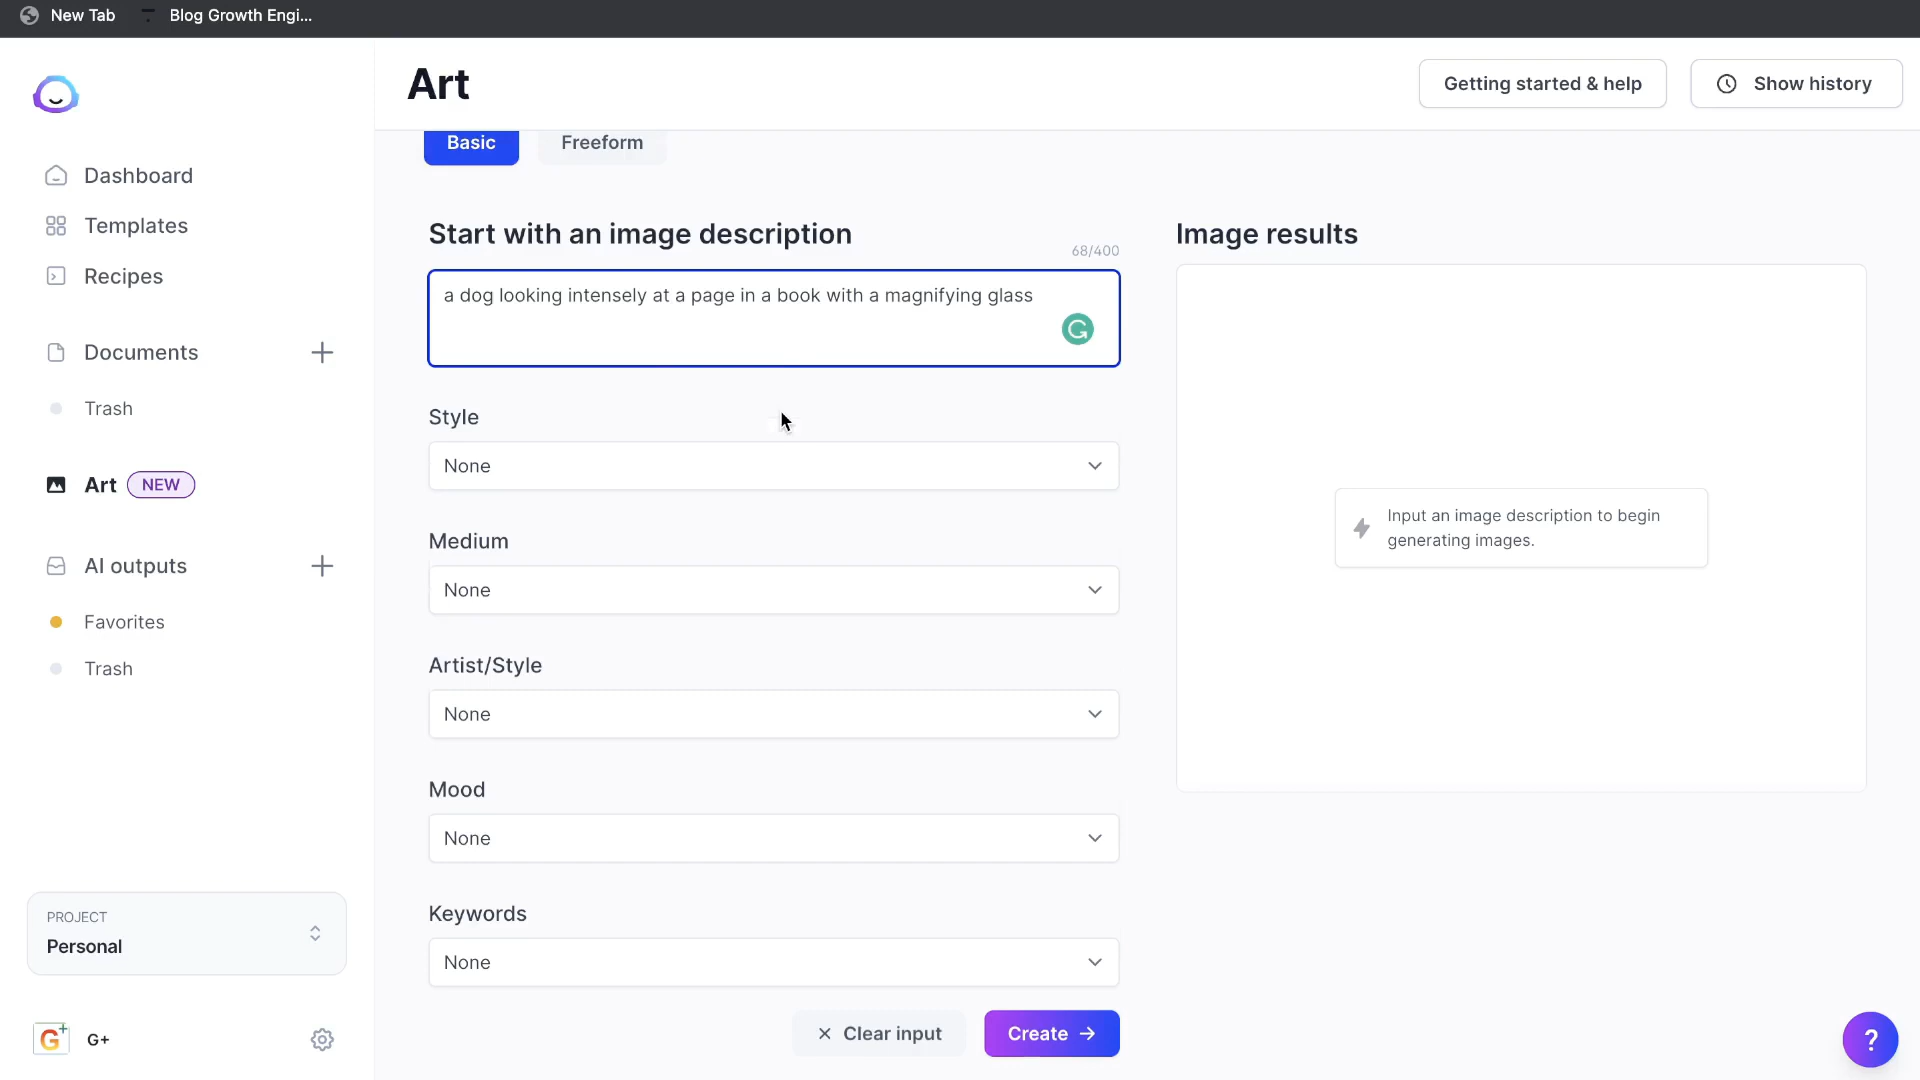 New Tab
Blog Growth Engi...
Art
Getting started & help
Show history
Dashboard
Templates
Recipes
Documents
Trash
Art NEW
AI outputs
Favorites
Trash
PROJECT
Personal
G+
Basic
Freeform
Start with an image description
68/400
a dog looking intensely at a page in a book with a magnifying glass
Style
None
Medium
None
Artist/Style
None
Mood
None
Keywords
None
Clear input
Create
Image results
Input an image description to begin
generating images.
?